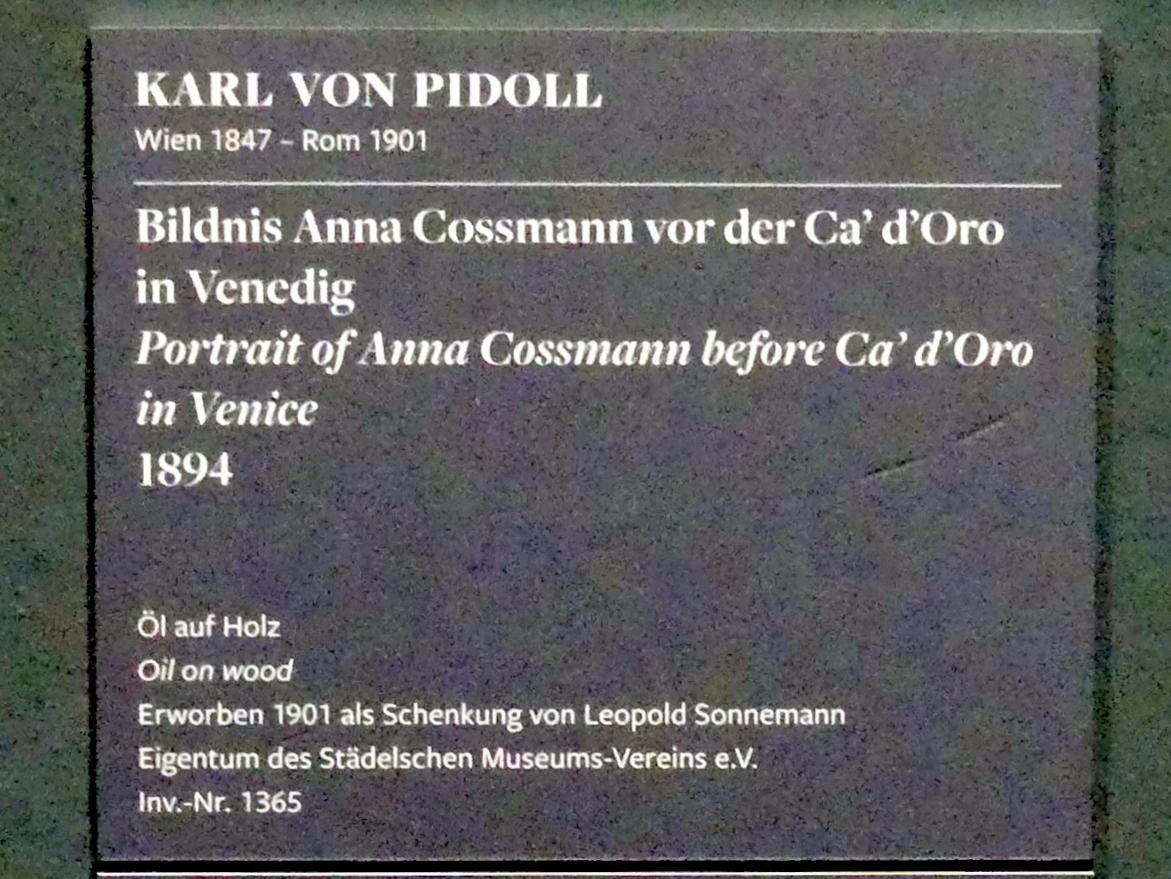 KARL VON PIDOLL
Wien 1847 – Rom 1901
Bildnis Anna Cossmann vor der Ca’ d’Oro
in Venedig
Portrait of Anna Cossmann before Ca’ d’Oro
in Venice
1894
Öl auf Holz
Oil on wood
Erworben 1901 als Schenkung von Leopold Sonnemann
Eigentum des Städelschen Museums-Vereins e.V.
Inv.-Nr. 1365